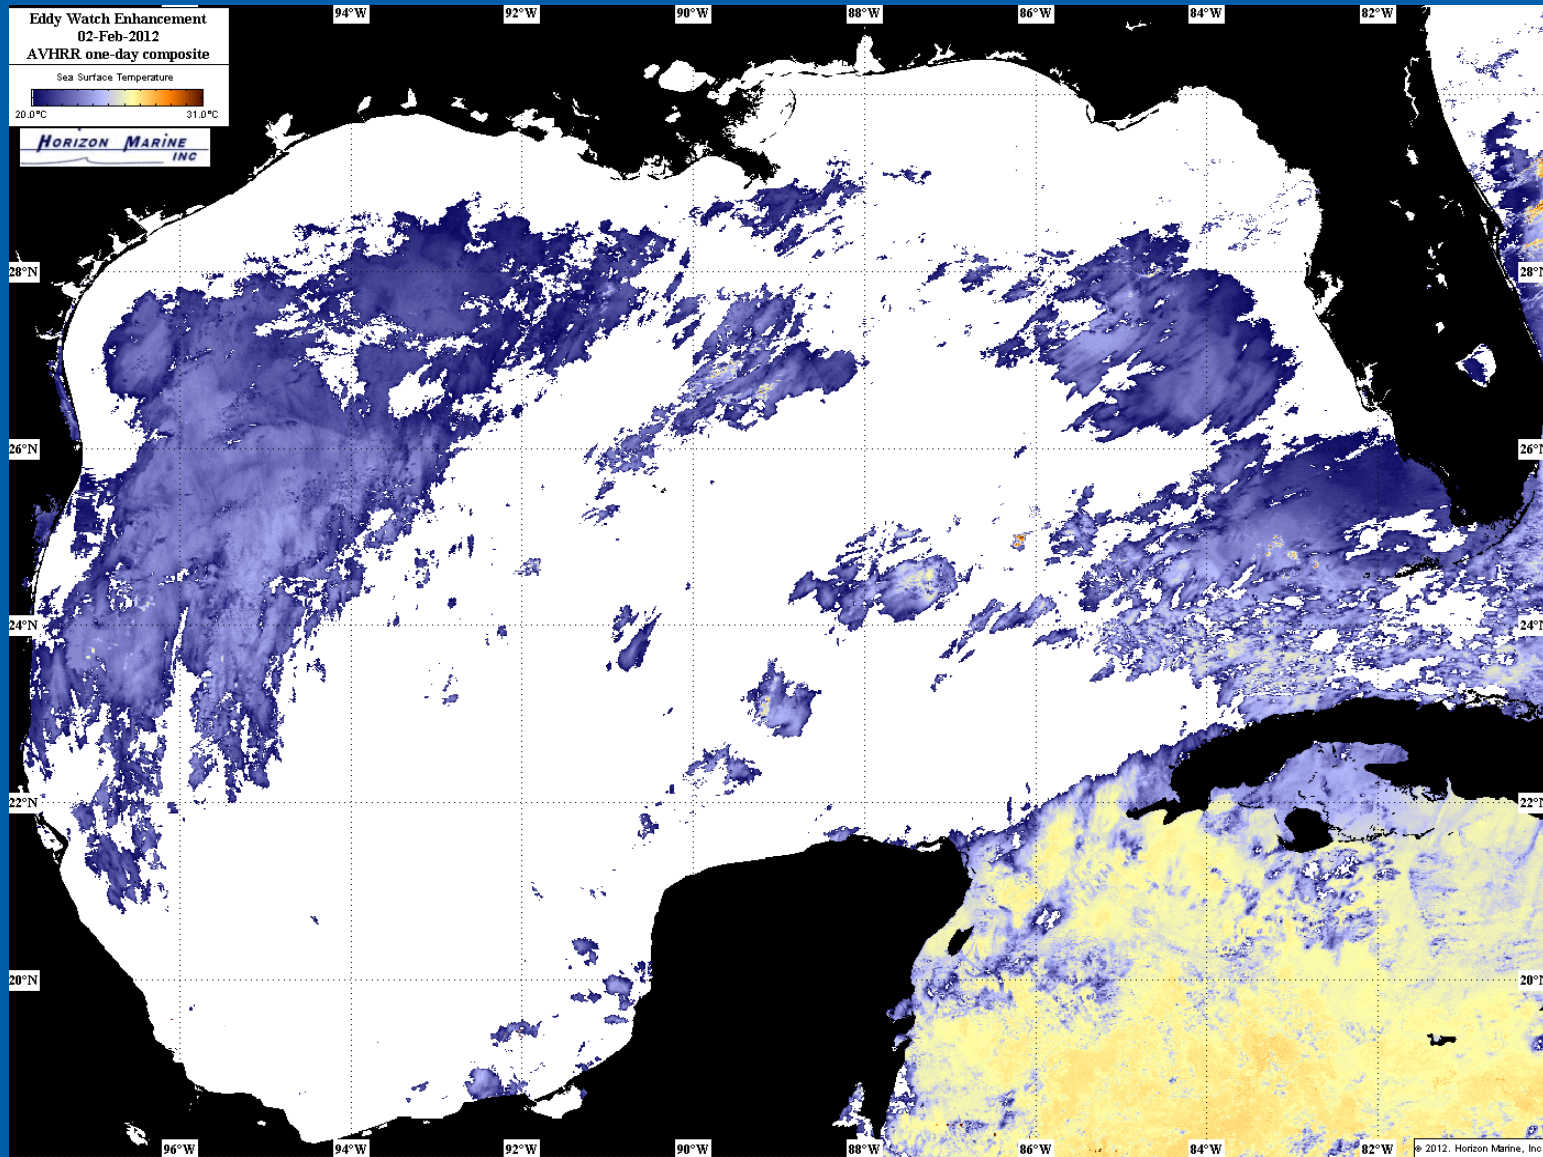 94°W 92°W 90°W 88°W 86°W 84°W 82°W
Eddy Watch Enhancement
02-Feb-2012
AVHRR one-day composite
Sea Surface Temperature
20.0°C 31.0°C
HORIZON MARINE
INC
28°N 28°N
26°N 26°N
24°N 24°N
22°N 22°N
20°N 20°N
96°W 94°W 92°W 90°W 88°W 86°W 84°W 82°W
© 2012. Horizon Marine, Inc